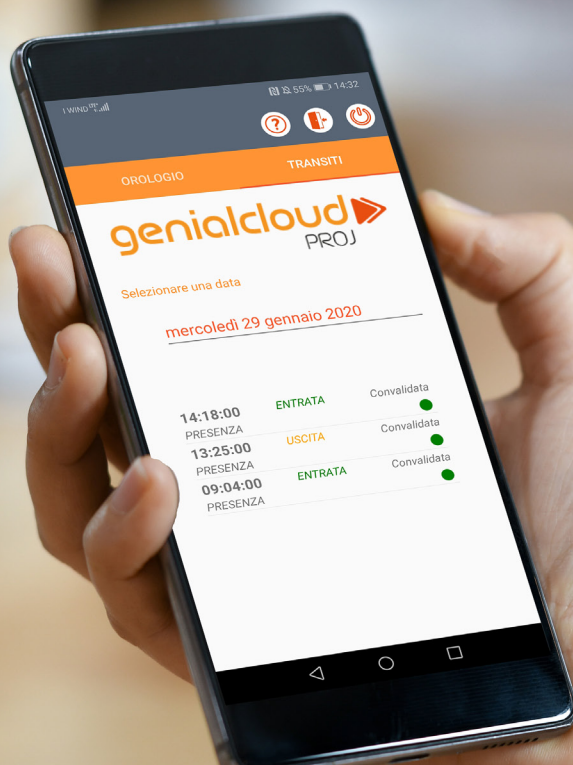 I WIND
55% 14:32
OROLOGIO TRANSITI
genialcloud
PROJ
Selezionare una data
mercoledì 29 gennaio 2020
14:18:00 ENTRATA Convalidata
PRESENZA
13:25:00 USCITA Convalidata
PRESENZA
09:04:00 ENTRATA Convalidata
PRESENZA